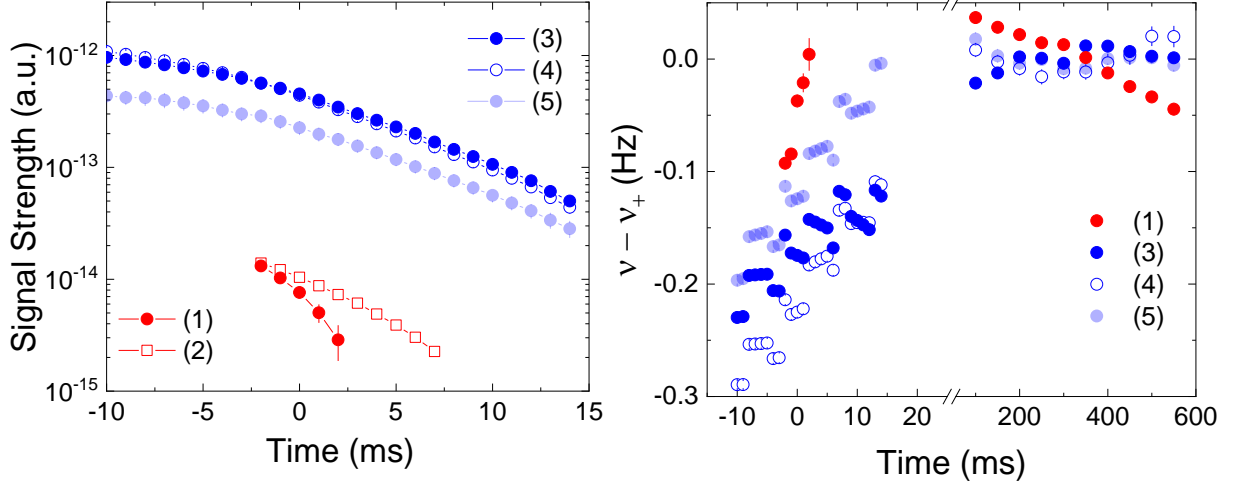 Signal Strength (a.u.)
10⁻¹²
10⁻¹³
10⁻¹⁴
10⁻¹⁵
(3)
(4)
(5)
(1)
(2)
-10 -5 0 5 10 15
Time (ms)
ν − ν₊ (Hz)
0.0
-0.1
-0.2
-0.3
(1)
(3)
(4)
(5)
-10 0 10 20 200 400 600
Time (ms)